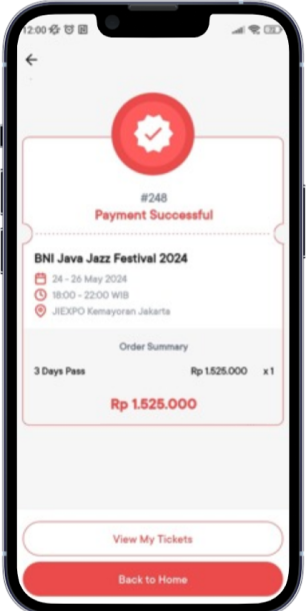 12:00
#248
Payment Successful
BNI Java Jazz Festival 2024
24 - 26 May 2024
18:00 - 22:00 WIB
JIEXPO Kemayoran Jakarta
Order Summary
3 Days Pass Rp 1.525.000 x 1
Rp 1.525.000
View My Tickets
Back to Home